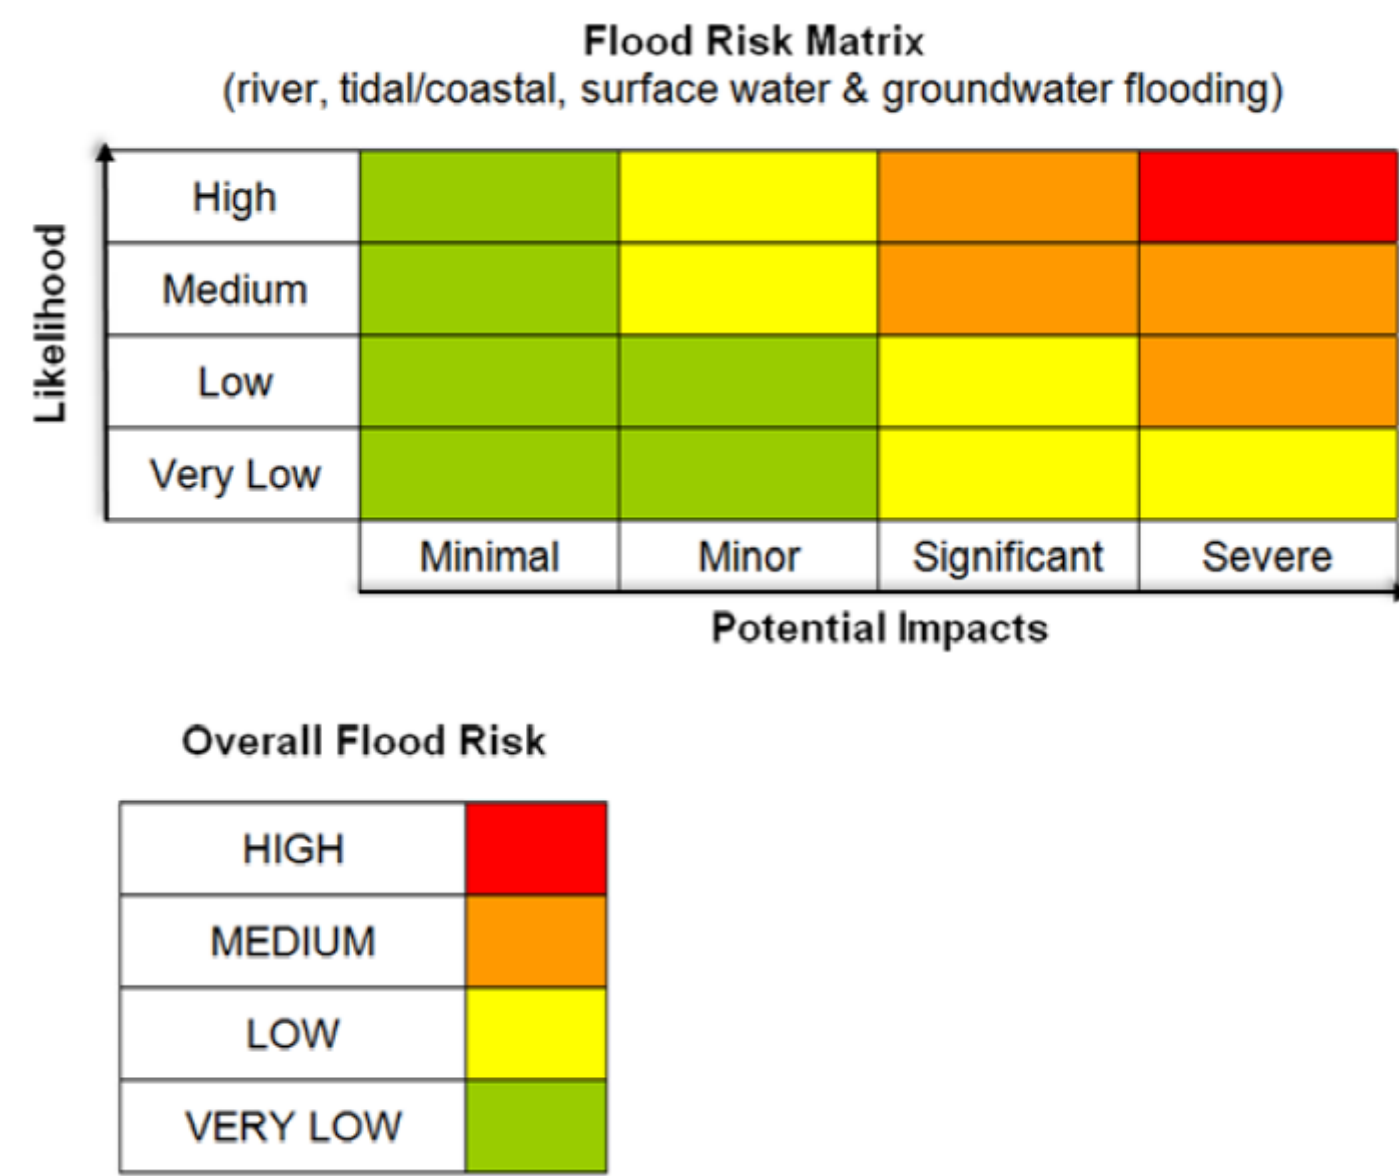 Flood Risk Matrix
(river, tidal/coastal, surface water & groundwater flooding)
Likelihood
High
Medium
Low
Very Low
Minimal Minor Significant Severe
Potential Impacts
Overall Flood Risk
HIGH
MEDIUM
LOW
VERY LOW